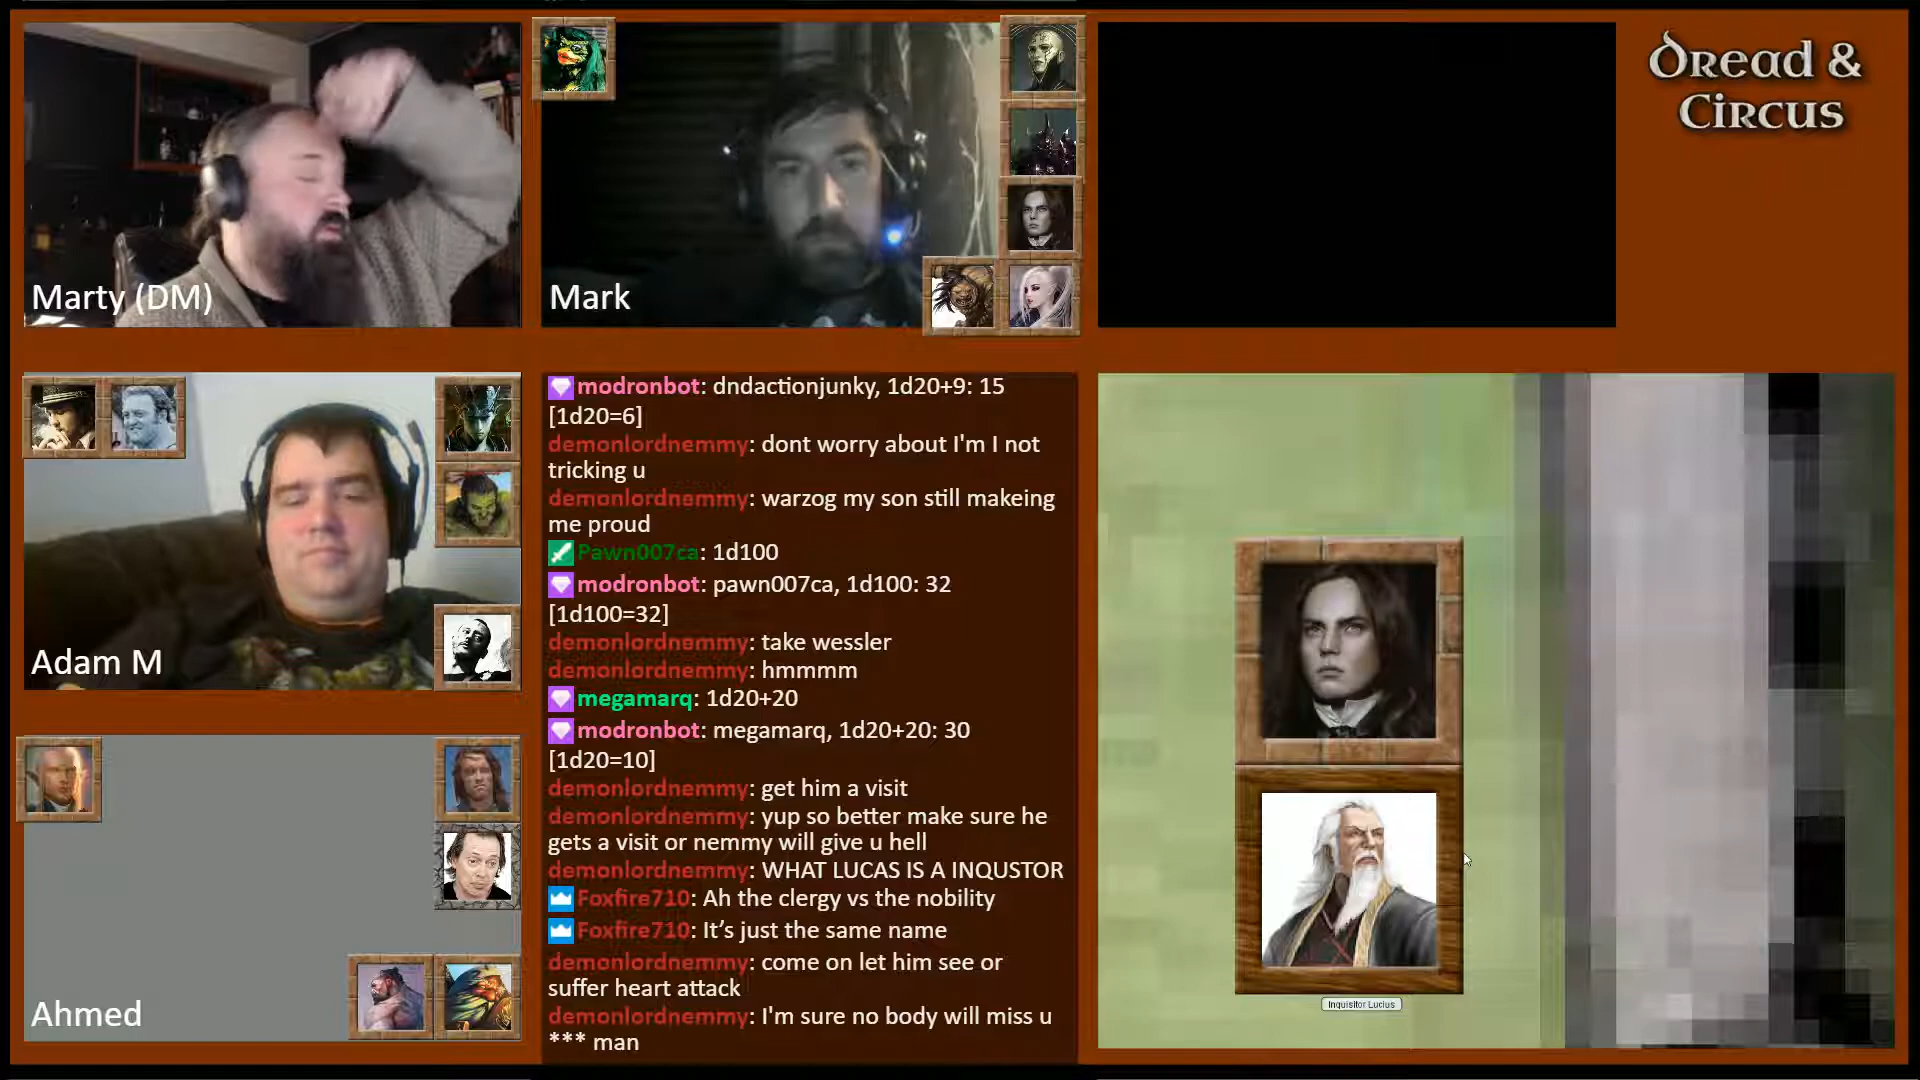 Dread &
Circus
Marty (DM)
Mark
Adam M
Ahmed
modronbot: dndactionjunky, 1d20+9: 15
[1d20=6]
demonlordnemmy: dont worry about I'm I not
tricking u
demonlordnemmy: warzog my son still makeing
me proud
Pawn007ca: 1d100
modronbot: pawn007ca, 1d100: 32
[1d100=32]
demonlordnemmy: take wessler
demonlordnemmy: hmmmm
megamarq: 1d20+20
modronbot: megamarq, 1d20+20: 30
[1d20=10]
demonlordnemmy: get him a visit
demonlordnemmy: yup so better make sure he
gets a visit or nemmy will give u hell
demonlordnemmy: WHAT LUCAS IS A INQUSTOR
Foxfire710: Ah the clergy vs the nobility
Foxfire710: It's just the same name
demonlordnemmy: come on let him see or
suffer heart attack
demonlordnemmy: I'm sure no body will miss u
*** man
Inquisitor Lucius